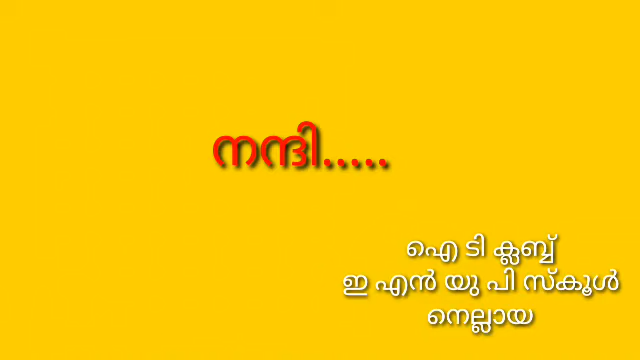 നന്ദി.....
ഐ ടി ക്ലബ്ബ്
ഇ എൻ യു പി സ്കൂൾ
നെല്ലായ